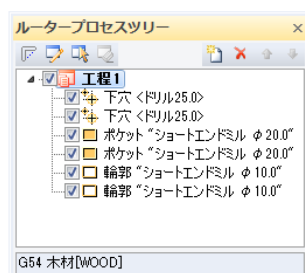 ルータープロセスツリー
工程1
下穴 <ドリル25.0>
下穴 <ドリル25.0>
ポケット “ショートエンドミル φ20.0”
ポケット “ショートエンドミル φ20.0”
輪郭 “ショートエンドミル φ10.0”
輪郭 “ショートエンドミル φ10.0”
G54 木材[WOOD]